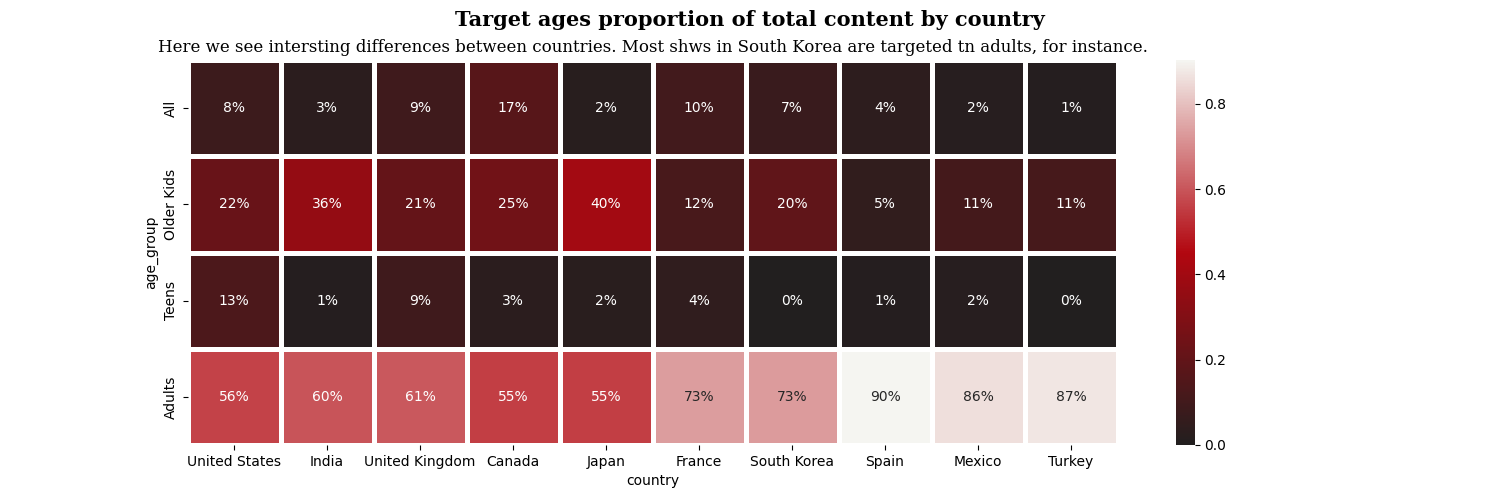 Target ages proportion of total content by country
Here we see intersting differences between countries. Most shws in South Korea are targeted tn adults, for instance.
All 8% 3% 9% 17% 2% 10% 7% 4% 2% 1%
Older Kids 22% 36% 21% 25% 40% 12% 20% 5% 11% 11%
Teens 13% 1% 9% 3% 2% 4% 0% 1% 2% 0%
Adults 56% 60% 61% 55% 55% 73% 73% 90% 86% 87%
age_group
United States India United Kingdom Canada Japan France South Korea Spain Mexico Turkey
country
0.8
0.6
0.4
0.2
0.0